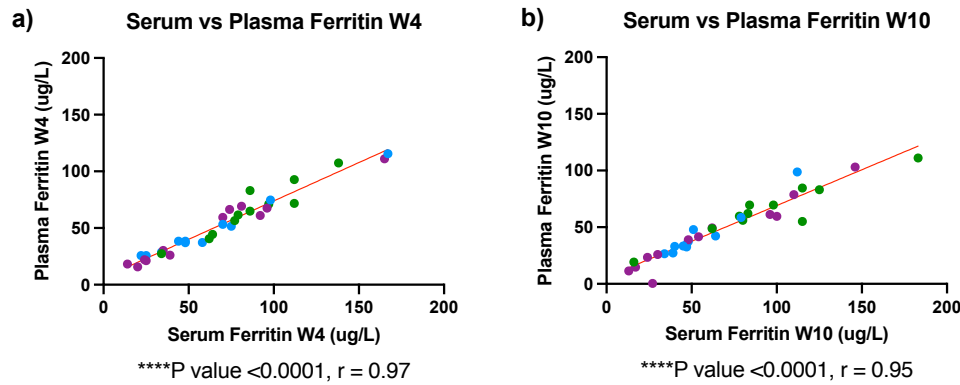 a)
Serum vs Plasma Ferritin W4
Plasma Ferritin W4 (ug/L)
200
150
100
50
0
0 50 100 150 200
Serum Ferritin W4 (ug/L)
****P value <0.0001, r = 0.97
b)
Serum vs Plasma Ferritin W10
Plasma Ferritin W10 (ug/L)
200
150
100
50
0
0 50 100 150 200
Serum Ferritin W10 (ug/L)
****P value <0.0001, r = 0.95